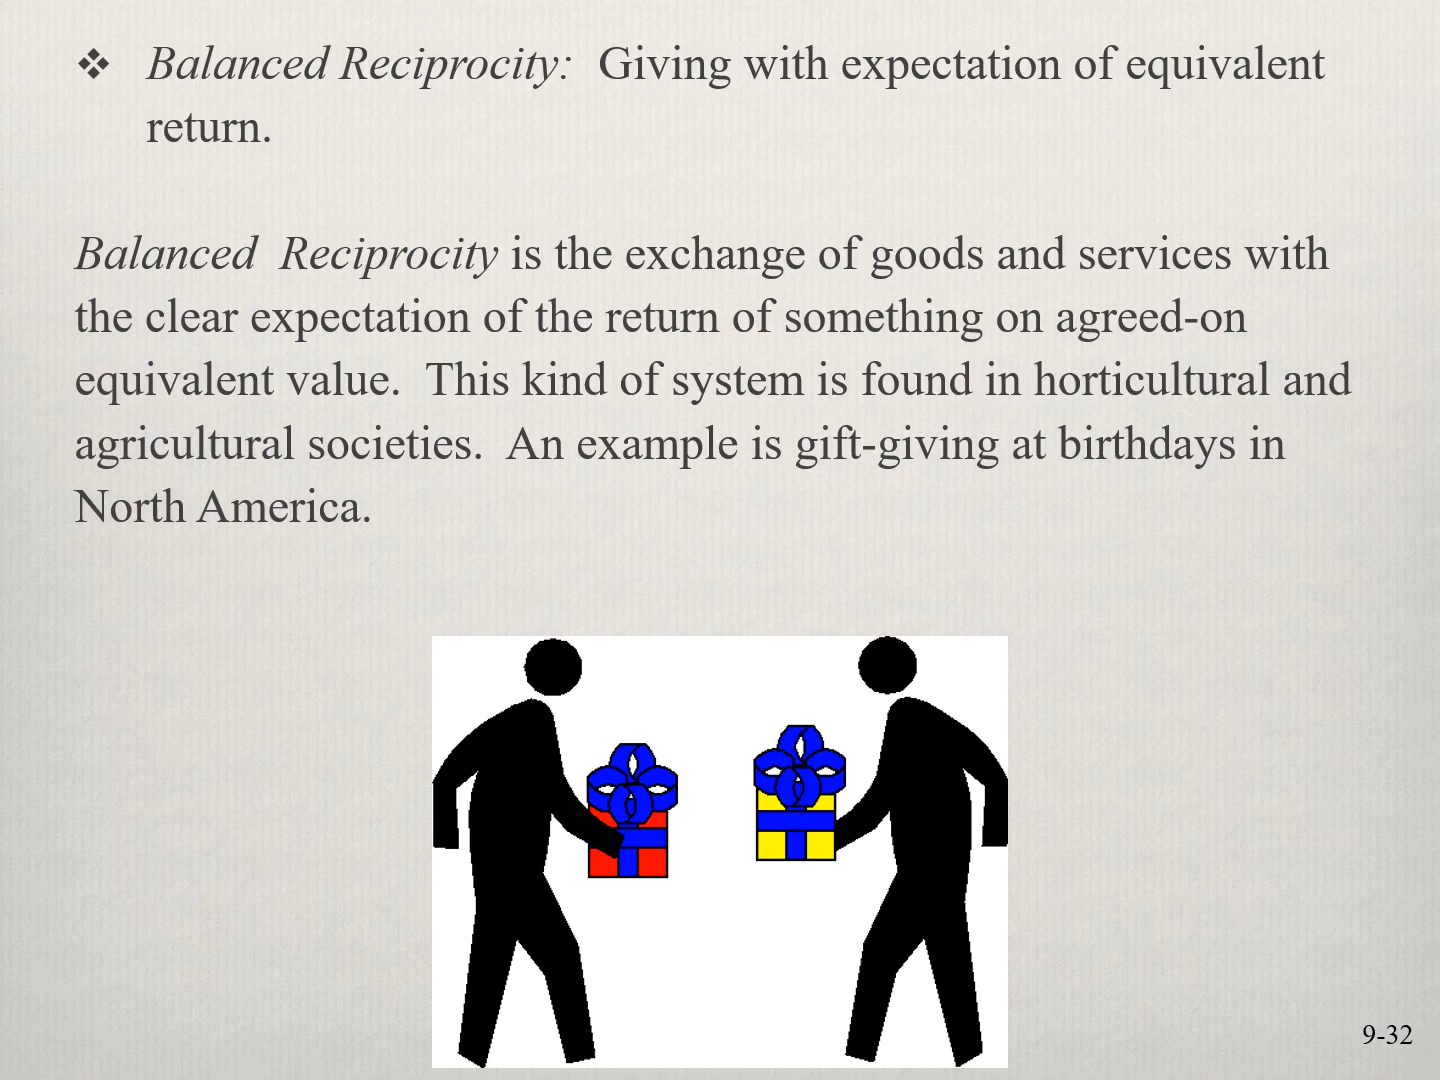 ❖ Balanced Reciprocity:  Giving with expectation of equivalent
return.
Balanced  Reciprocity is the exchange of goods and services with
the clear expectation of the return of something on agreed-on
equivalent value.  This kind of system is found in horticultural and
agricultural societies.  An example is gift-giving at birthdays in
North America.
9-32